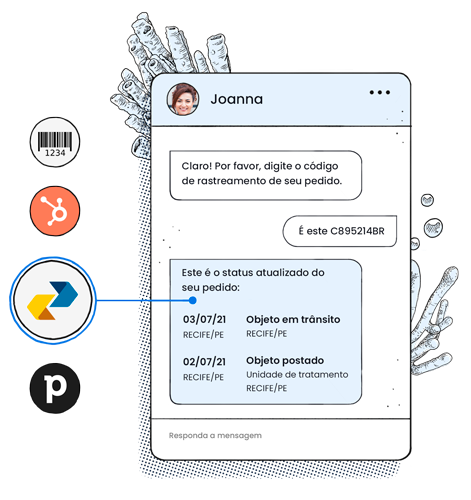 Joanna
Claro! Por favor, digite o código
de rastreamento de seu pedido.
1234
É este C895214BR
Este é o status atualizado do
seu pedido:
03/07/21 Objeto em trânsito
RECIFE/PE RECIFE/PE
02/07/21 Objeto postado
RECIFE/PE Unidade de tratamento
RECIFE/PE
p
Responda a mensagem